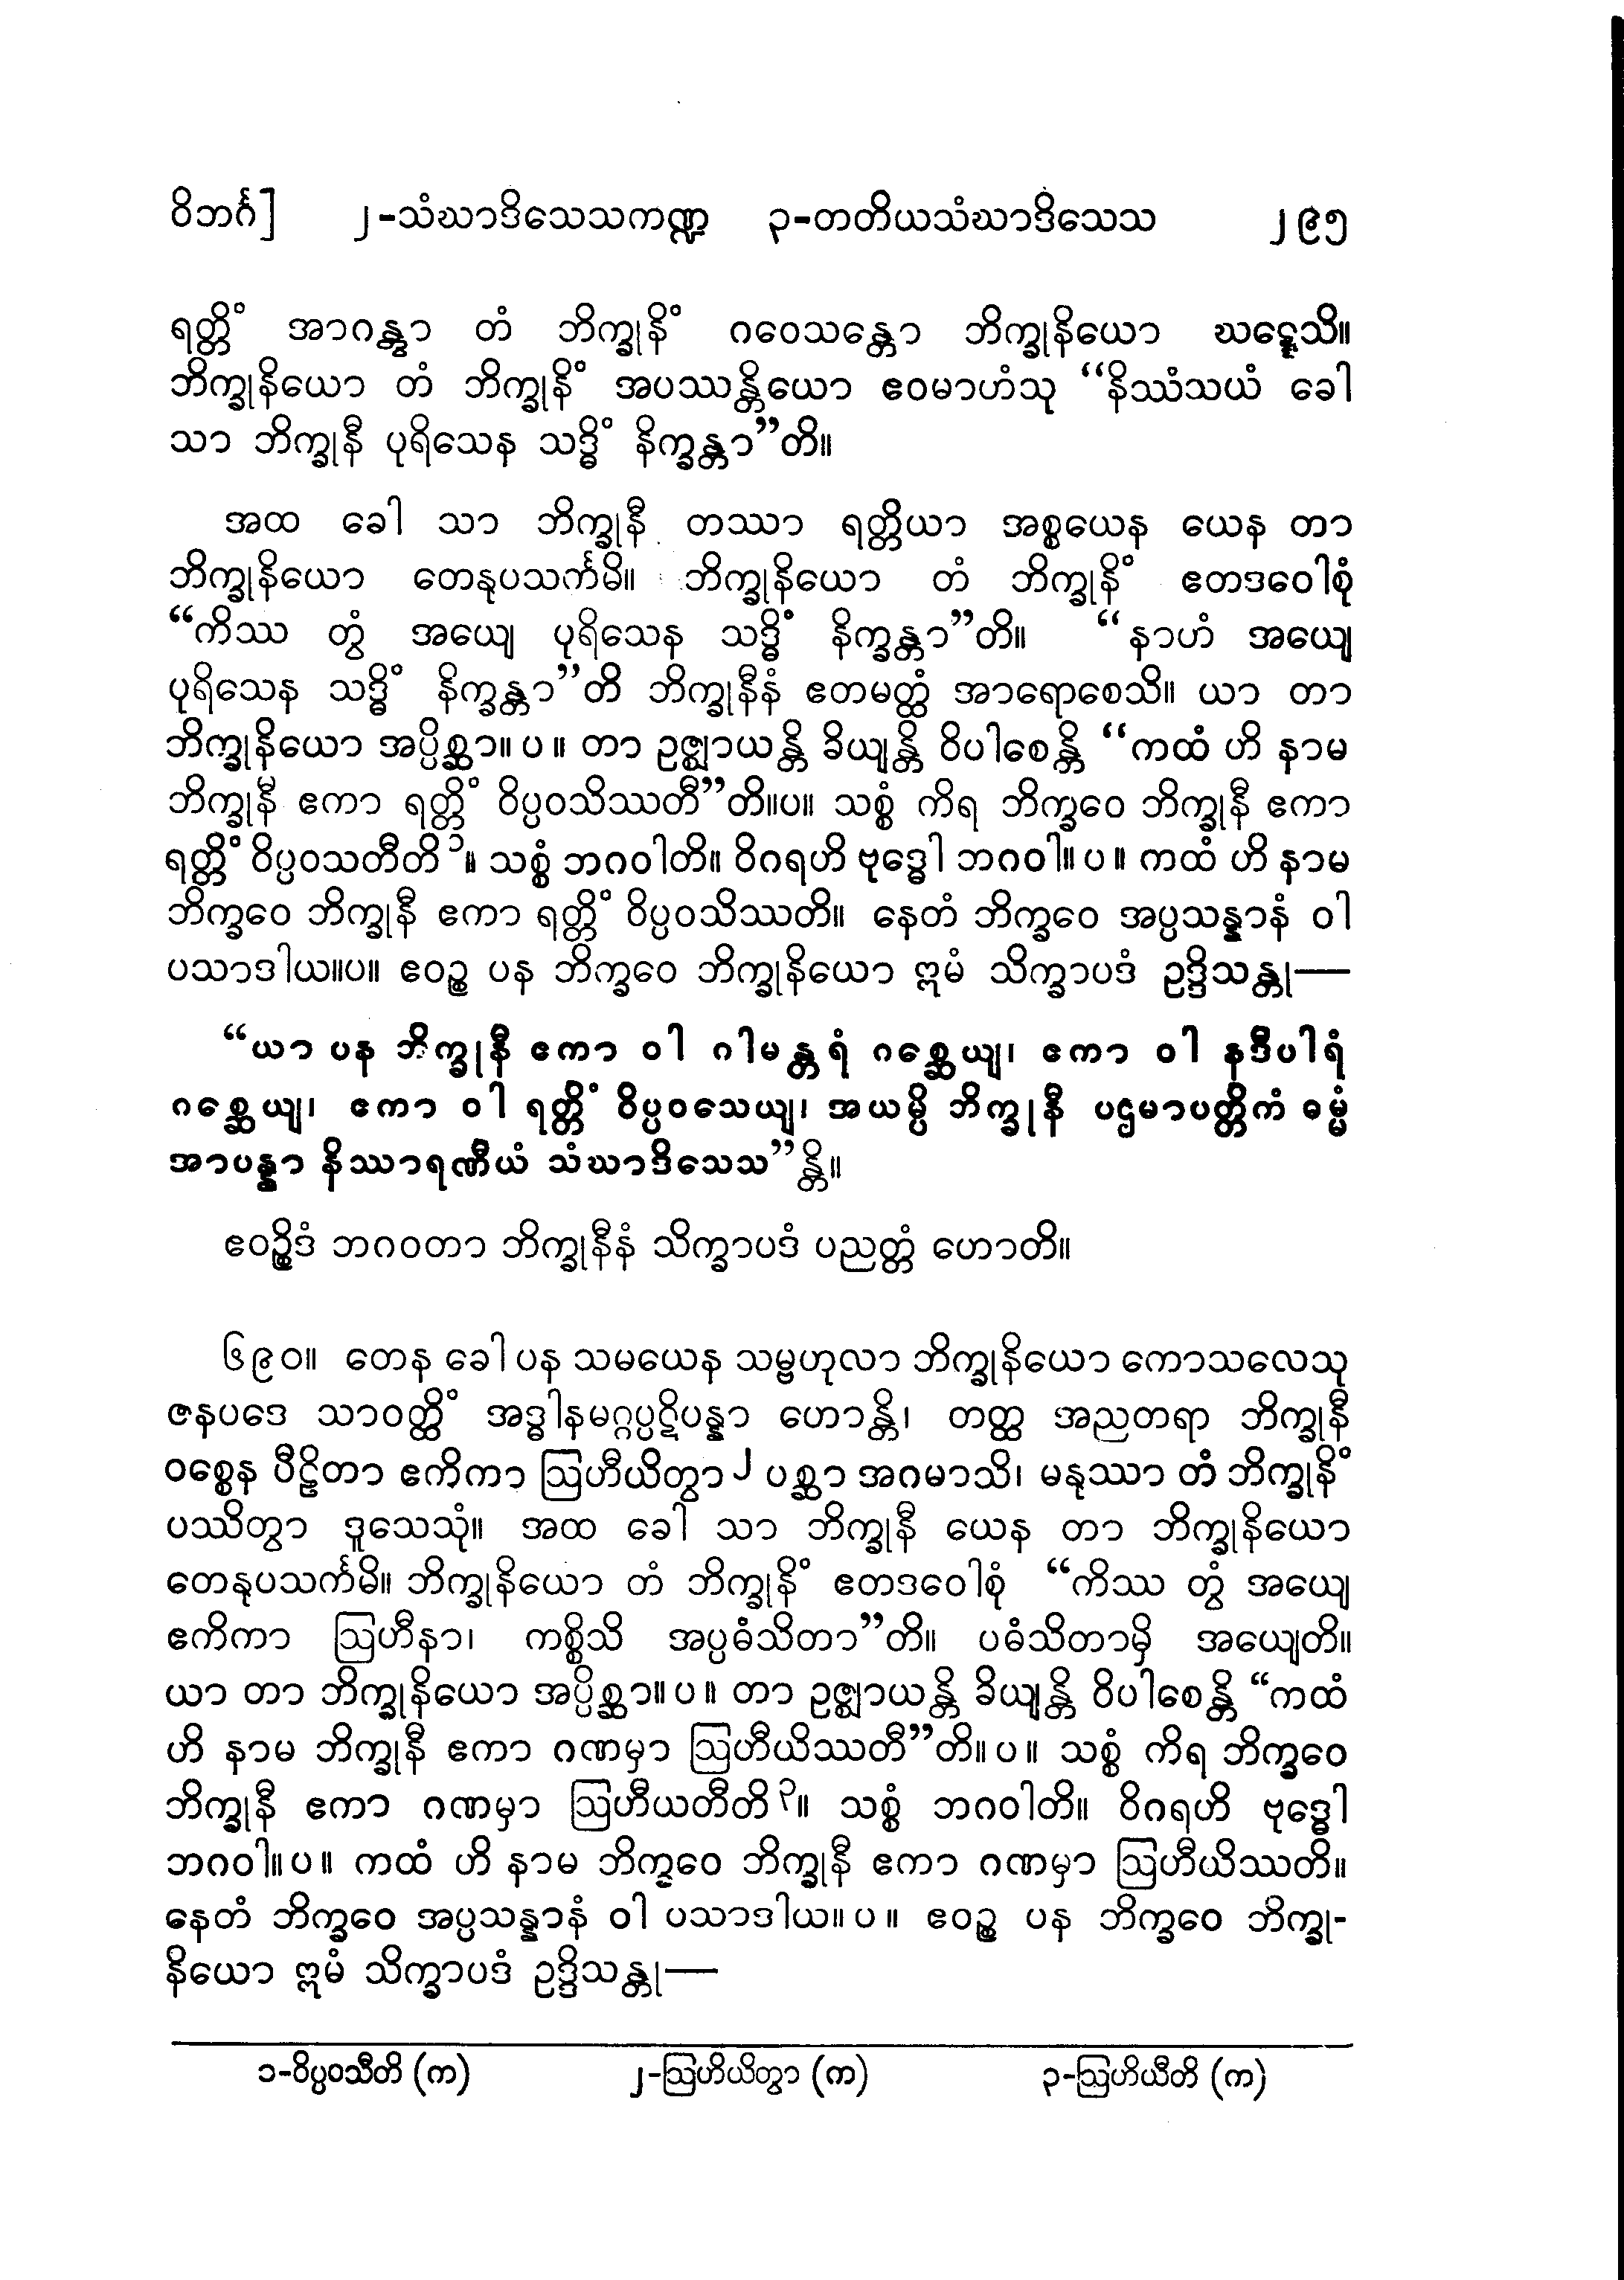 ဝိဘင်္ဂ] ၂-သံဃာဒိသေသကဏ္ဍ ၃-တတိယသံဃာဒိသေသ ၂၉၅
ရတ္တိံ အာဂန္တွာ တံ ဘိက္ခုနိံ ဂဝေသန္တော ဘိက္ခုနိယော ဃဋ္ဋေသိ။
ဘိက္ခုနိယော တံ ဘိက္ခုနိံ အပဿန္တိယော ဧဝမာဟံသု “နိဿံသယံ ခေါ
သာ ဘိက္ခုနီ ပုရိသေန သဒ္ဓိံ နိက္ခန္တာ”တိ။
အထ ခေါ သာ ဘိက္ခုနီ တဿာ ရတ္တိယာ အစ္စယေန ယေန တာ
ဘိက္ခုနိယော တေနုပသင်္ကမိ။ ဘိက္ခုနိယော တံ ဘိက္ခုနိံ ဧတဒဝေါစုံ
“ကိဿ တွံ အယျေ ပုရိသေန သဒ္ဓိံ နိက္ခန္တာ”တိ။ “နာဟံ အယျေ
ပုရိသေန သဒ္ဓိံ နိက္ခန္တာ”တိ ဘိက္ခုနီနံ ဧတမတ္ထံ အာရောစေသိ။ ယာ တာ
ဘိက္ခုနိယော အပ္ပိစ္ဆာ။ ပ ။ တာ ဥဇ္ဈာယန္တိ ခိယျန္တိ ဝိပါစေန္တိ “ကထံ ဟိ နာမ
ဘိက္ခုနီ ဧကာ ရတ္တိံ ဝိပ္ပဝသိဿတီ”တိ။ပ။ သစ္စံ ကိရ ဘိက္ခဝေ ဘိက္ခုနီ ဧကာ
ရတ္တိံ ဝိပ္ပဝသတီတိ ၁။ သစ္စံ ဘဂဝါတိ။ ဝိဂရဟိ ဗုဒ္ဓေါ ဘဂဝါ။ ပ ။ ကထံ ဟိ နာမ
ဘိက္ခဝေ ဘိက္ခုနီ ဧကာ ရတ္တိံ ဝိပ္ပဝသိဿတိ။ နေတံ ဘိက္ခဝေ အပ္ပသန္နာနံ ဝါ
ပသာဒါယ။ပ။ ဧဝဉ္စ ပန ဘိက္ခဝေ ဘိက္ခုနိယော ဣမံ သိက္ခာပဒံ ဥဒ္ဒိသန္တု—
“ယာ ပန ဘိက္ခုနီ ဧကာ ဝါ ဂါမန္တရံ ဂစ္ဆေယျ၊ ဧကာ ဝါ နဒီပါရံ
ဂစ္ဆေယျ၊ ဧကာ ဝါ ရတ္တိံ ဝိပ္ပဝသေယျ၊ အယမ္ပိ ဘိက္ခုနီ ပဌမာပတ္တိကံ ဓမ္မံ
အာပန္နာ နိဿာရဏီယံ သံဃာဒိသေသ”န္တိ။
ဧဝဉ္စိဒံ ဘဂဝတာ ဘိက္ခုနီနံ သိက္ခာပဒံ ပညတ္တံ ဟောတိ။
၆၉၀။ တေန ခေါ ပန သမယေန သမ္ဗဟုလာ ဘိက္ခုနိယော ကောသလေသု
ဇနပဒေ သာဝတ္ထိံ အဒ္ဓါနမဂ္ဂပ္ပဋိပန္နာ ဟောန္တိ၊ တတ္ထ အညတရာ ဘိက္ခုနီ
ဝစ္စေန ပီဠိတာ ဧကိကာ ဩဟီယိတွာ၂ ပစ္ဆာ အဂမာသိ၊ မနုဿာ တံ ဘိက္ခုနိံ
ပဿိတွာ ဒူသေသုံ။ အထ ခေါ သာ ဘိက္ခုနီ ယေန တာ ဘိက္ခုနိယော
တေနုပသင်္ကမိ။ ဘိက္ခုနိယော တံ ဘိက္ခုနိံ ဧတဒဝေါစုံ “ကိဿ တွံ အယျေ
ဧကိကာ ဩဟီနာ၊ ကစ္စိသိ အပ္ပဓံသိတာ”တိ။ ပဓံသိတာမှိ အယျေတိ။
ယာ တာ ဘိက္ခုနိယော အပ္ပိစ္ဆာ။ ပ ။ တာ ဥဇ္ဈာယန္တိ ခိယျန္တိ ဝိပါစေန္တိ “ကထံ
ဟိ နာမ ဘိက္ခုနီ ဧကာ ဂဏမှာ ဩဟီယိဿတီ”တိ။ ပ ။ သစ္စံ ကိရ ဘိက္ခဝေ
ဘိက္ခုနီ ဧကာ ဂဏမှာ ဩဟီယတီတိ၃။ သစ္စံ ဘဂဝါတိ။ ဝိဂရဟိ ဗုဒ္ဓေါ
ဘဂဝါ။ ပ ။ ကထံ ဟိ နာမ ဘိက္ခဝေ ဘိက္ခုနီ ဧကာ ဂဏမှာ ဩဟီယိဿတိ။
နေတံ ဘိက္ခဝေ အပ္ပသန္နာနံ ဝါ ပသာဒါယ။ ပ ။ ဧဝဉ္စ ပန ဘိက္ခဝေ ဘိက္ခု-
နိယော ဣမံ သိက္ခာပဒံ ဥဒ္ဒိသန္တု—
၁-ဝိပ္ပဝသီတိ (က) ၂-ဩဟိယိတွာ (က) ၃-ဩဟိယီတိ (က)